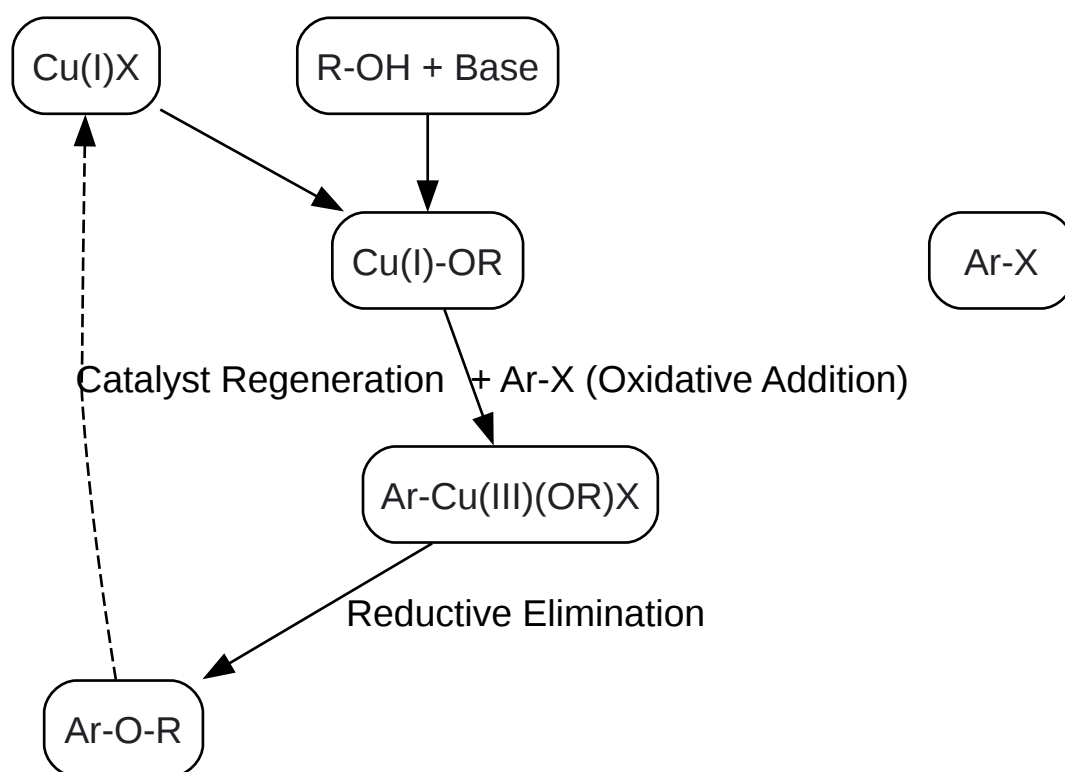 Cu(I)X
R-OH + Base
Cu(I)-OR
Ar-X
Catalyst Regeneration
+ Ar-X (Oxidative Addition)
Ar-Cu(III)(OR)X
Reductive Elimination
Ar-O-R